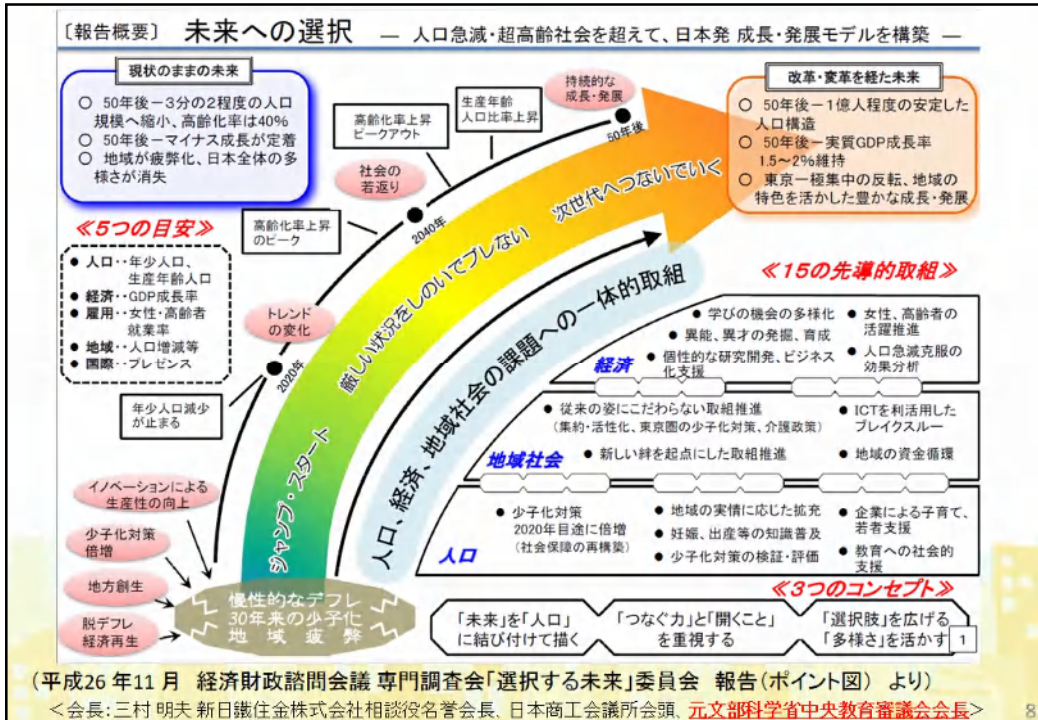 〔報告概要〕 未来への選択 ― 人口急減・超高齢社会を超えて、日本発 成長・発展モデルを構築 ―
現状のままの未来
○ 50年後－3分の2程度の人口
規模へ縮小、高齢化率は40%
○ 50年後－マイナス成長が定着
○ 地域が疲弊化、日本全体の多
様さが消失
持続的な
成長・発展
生産年齢
人口比率上昇
高齢化率上昇
ピークアウト
50年後
社会の
若返り
2040年
高齢化率上昇
のピーク
改革・変革を経た未来
○ 50年後－1億人程度の安定した
人口構造
○ 50年後－実質GDP成長率
1.5～2%維持
○ 東京一極集中の反転、地域の
特色を活かした豊かな成長・発展
≪5つの目安≫
● 人口‥年少人口、
生産年齢人口
● 経済‥GDP成長率
● 雇用‥女性・高齢者
就業率
● 地域‥人口増減等
● 国際‥プレゼンス
トレンド
の変化
2020年
年少人口減少
が止まる
ジャンプ・スタート
厳しい状況をしのいでブレない
次世代へつないでいく
人口、経済、地域社会の課題への一体的取組
≪15の先導的取組≫
● 学びの機会の多様化
● 異能、異才の発掘、育成
● 個性的な研究開発、ビジネス
化支援
● 女性、高齢者の
活躍推進
● 人口急減克服の
効果分析
経済
● 従来の姿にこだわらない取組推進
(集約・活性化、東京圏の少子化対策、介護政策)
● 新しい絆を起点にした取組推進
● ICTを利活用した
ブレイクスルー
● 地域の資金循環
地域社会
● 少子化対策
2020年目途に倍増
(社会保障の再構築)
● 地域の実情に応じた拡充
● 妊娠、出産等の知識普及
● 少子化対策の検証・評価
● 企業による子育て、
若者支援
● 教育への社会的
支援
人口
イノベーションによる
生産性の向上
少子化対策
倍増
地方創生
脱デフレ
経済再生
慢性的なデフレ
30年来の少子化
地域疲弊
≪3つのコンセプト≫
「未来」を「人口」
に結び付けて描く
「つなぐ力」と「開くこと」
を重視する
「選択肢」を広げる
「多様さ」を活かす
1
(平成26年11月 経済財政諮問会議 専門調査会「選択する未来」委員会 報告(ポイント図) より)
＜会長:三村 明夫 新日鐵住金株式会社相談役名誉会長、日本商工会議所会頭、元文部科学省中央教育審議会会長＞
8